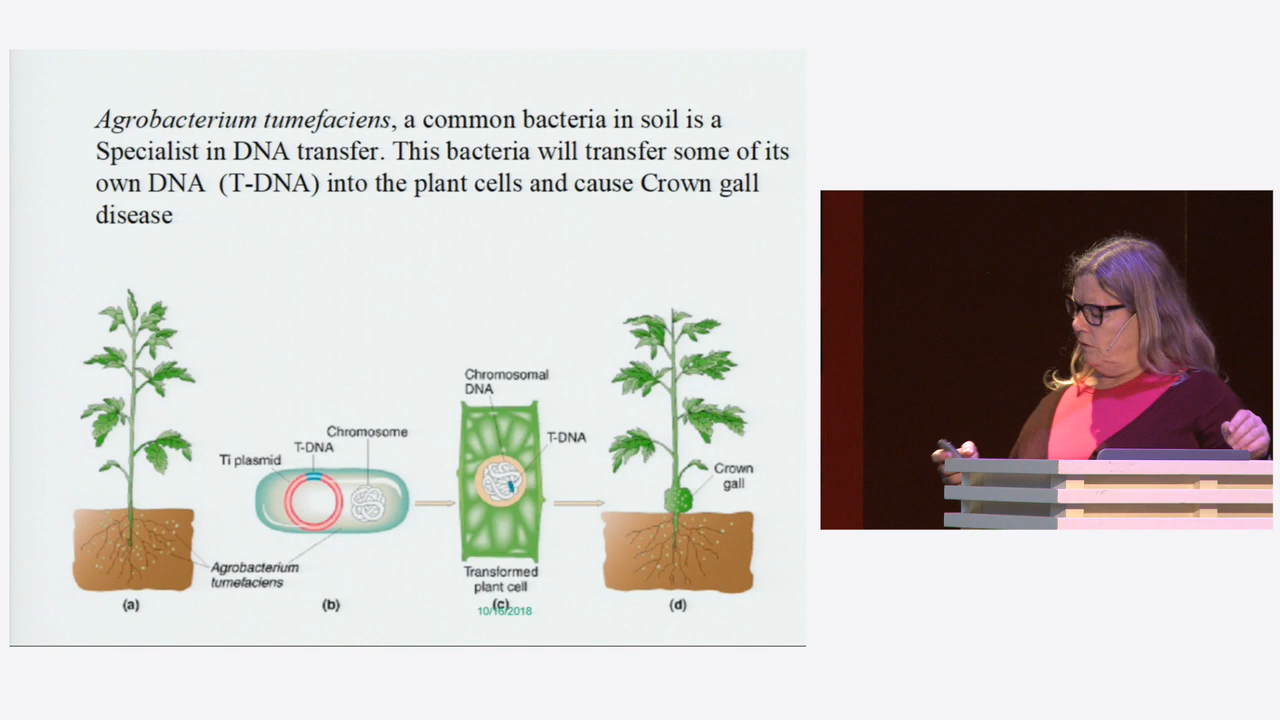 Agrobacterium tumefaciens, a common bacteria in soil is a
Specialist in DNA transfer. This bacteria will transfer some of its
own DNA (T-DNA) into the plant cells and cause Crown gall
disease
Chromosomal
DNA
Chromosome
T-DNA
T-DNA
Ti plasmid
Crown
gall
Agrobacterium
tumefaciens
Transformed
plant cell
(a)
(b)
(c)
(d)
10/16/2018